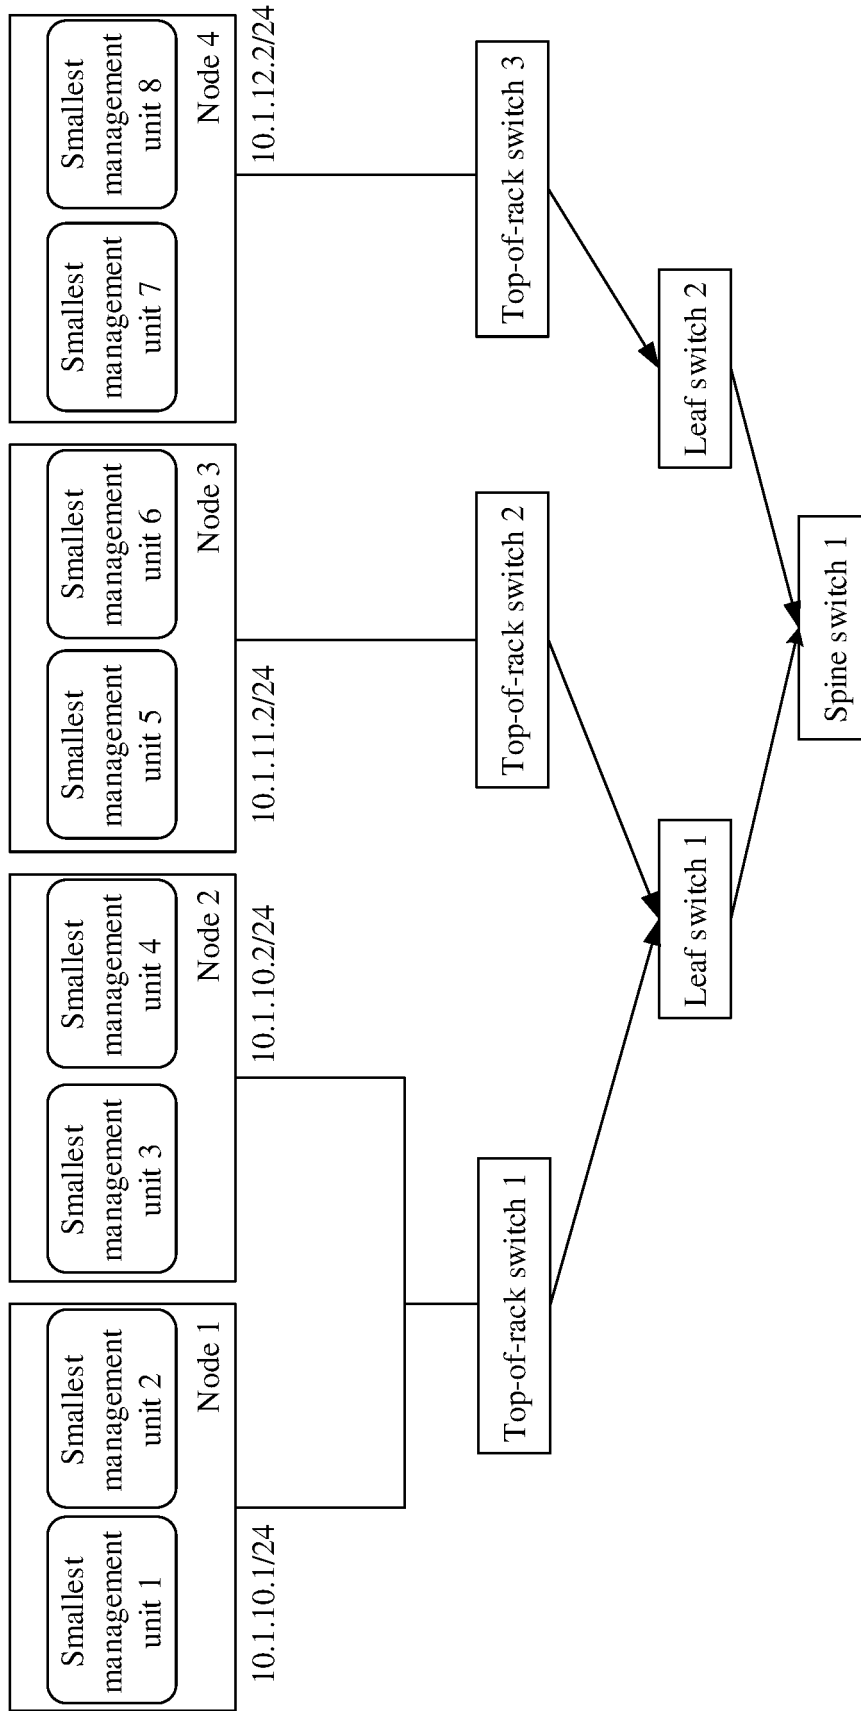 Smallest
management
unit 1
Smallest
management
unit 2
Node 1
Smallest
management
unit 3
Smallest
management
unit 4
Node 2
Smallest
management
unit 5
Smallest
management
unit 6
Node 3
Smallest
management
unit 7
Smallest
management
unit 8
Node 4
10.1.10.1/24
10.1.10.2/24
10.1.11.2/24
10.1.12.2/24
Top-of-rack switch 1
Top-of-rack switch 2
Top-of-rack switch 3
Leaf switch 1
Leaf switch 2
Spine switch 1